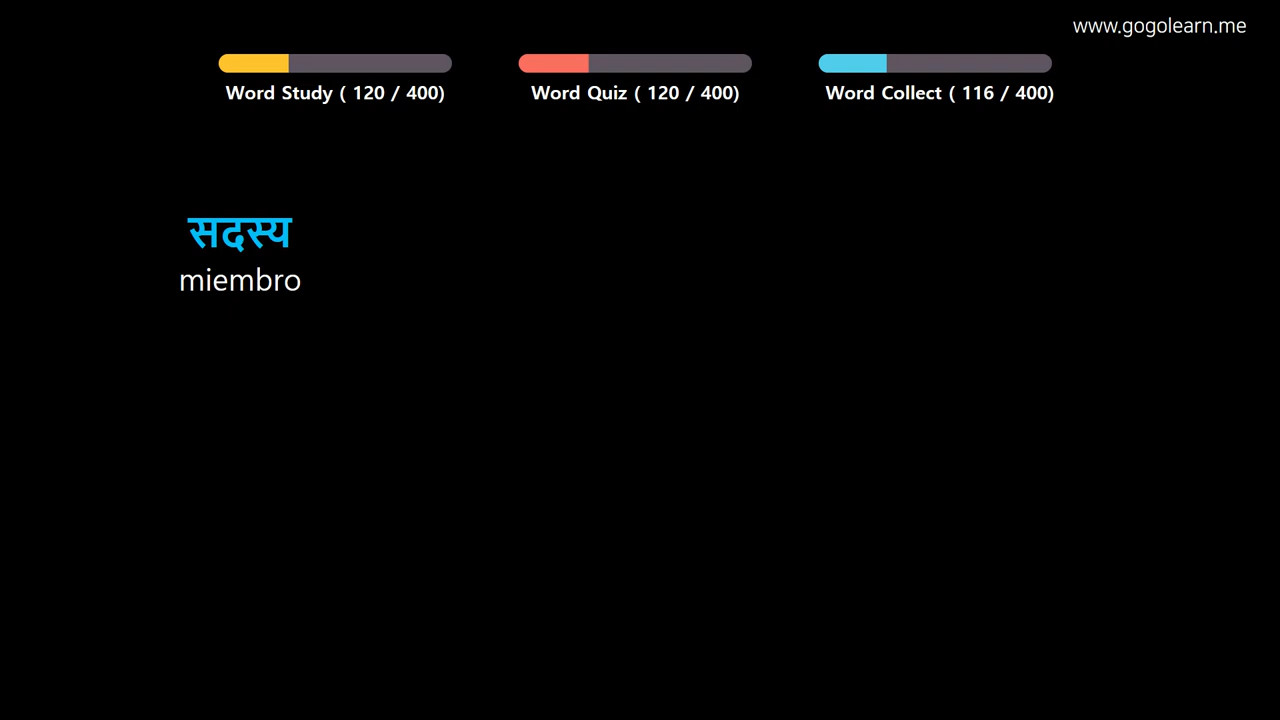 www.gogolearn.me
Word Study ( 120 / 400)
Word Quiz ( 120 / 400)
Word Collect ( 116 / 400)
सदस्य
miembro